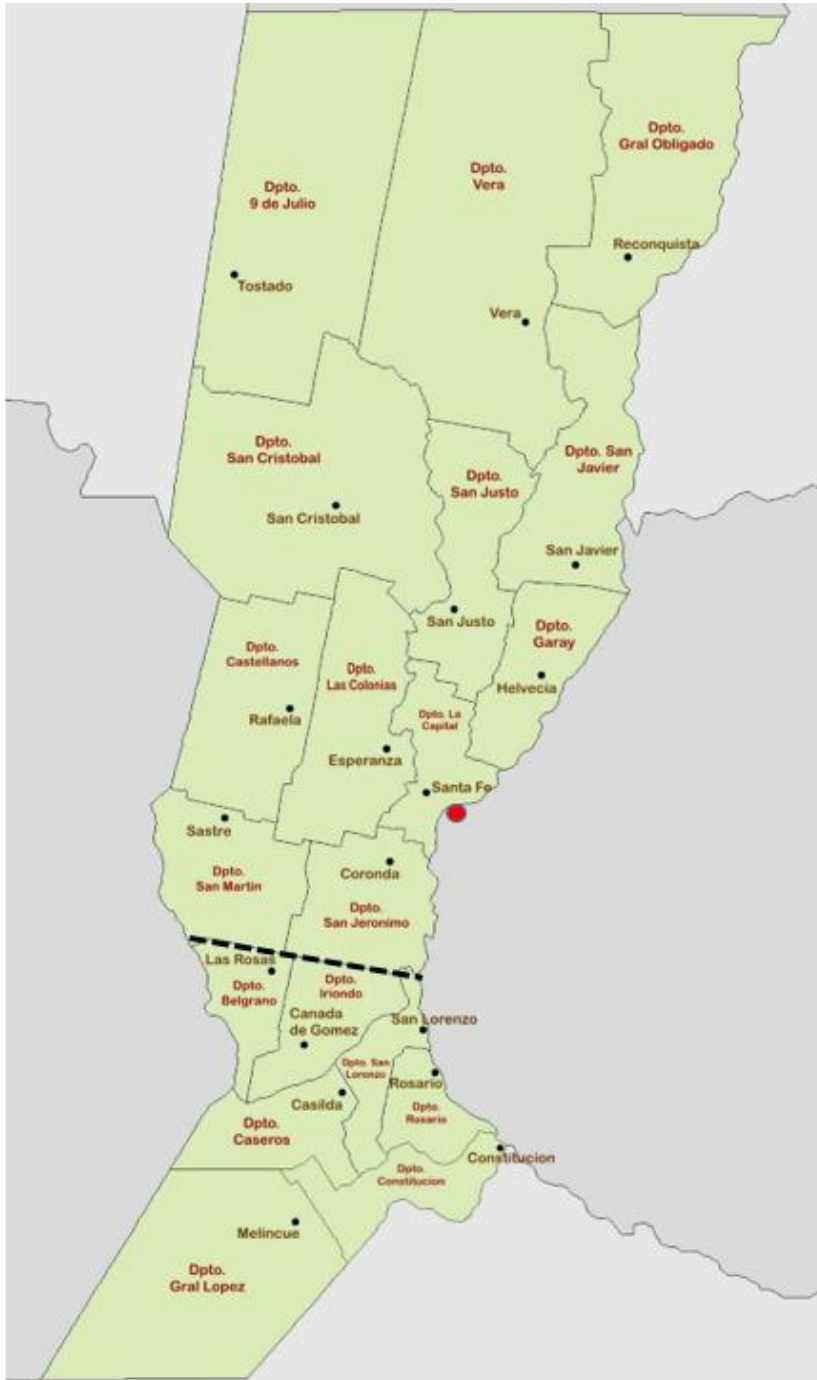 Dpto.
Gral Obligado
Dpto.
Vera
Dpto.
9 de Julio
Reconquista
Tostado
Vera
Dpto.
San Cristobal
Dpto. San
Javier
Dpto.
San Justo
San Cristobal
San Javier
San Justo
Dpto.
Garay
Dpto.
Castellanos
Dpto.
Las Colonias
Helvecia
Rafaela
Dpto. La
Capital
Esperanza
Santa Fe
Sastre
Dpto.
San Martin
Coronda
Dpto.
San Jeronimo
Las Rosas
Dpto.
Belgrano
Dpto.
Iriondo
Canada
de Gomez
San Lorenzo
Dpto. San
Lorenzo
Rosario
Casilda
Dpto.
Rosario
Dpto.
Caseros
Constitucion
Dpto.
Constitucion
Melincue
Dpto.
Gral Lopez